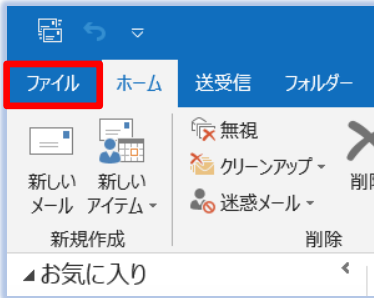 ファイル ホーム 送受信 フォルダー
無視
クリーンアップ
迷惑メール
新しい
メール
新しい
アイテム
削除
新規作成
削除
お気に入り